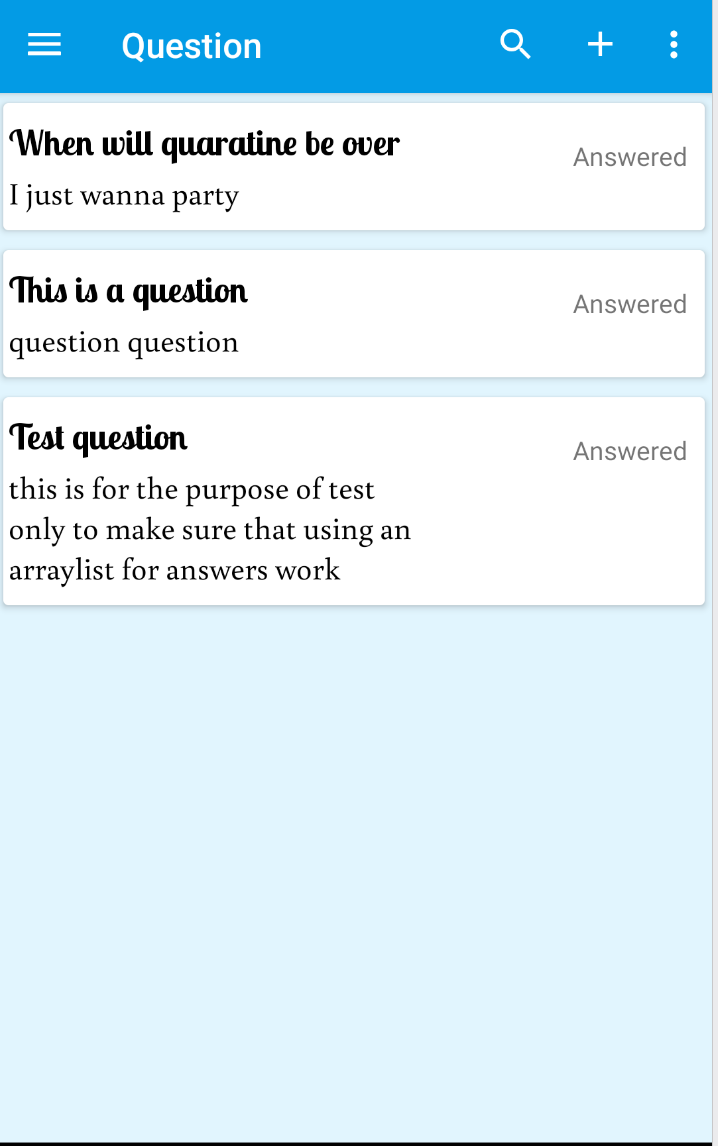 Question
When will quaratine be over
Answered
I just wanna party
This is a question
Answered
question question
Test question
Answered
this is for the purpose of test
only to make sure that using an
arraylist for answers work